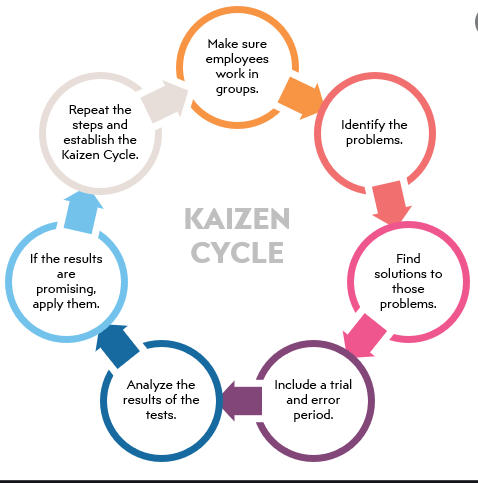 Make sure
employees
work in
groups.
Identify the
problems.
Find
solutions to
those
problems.
Include a trial
and error
period.
Analyze the
results of the
tests.
If the results
are
promising,
apply them.
Repeat the
steps and
establish the
Kaizen Cycle.
KAIZEN
CYCLE